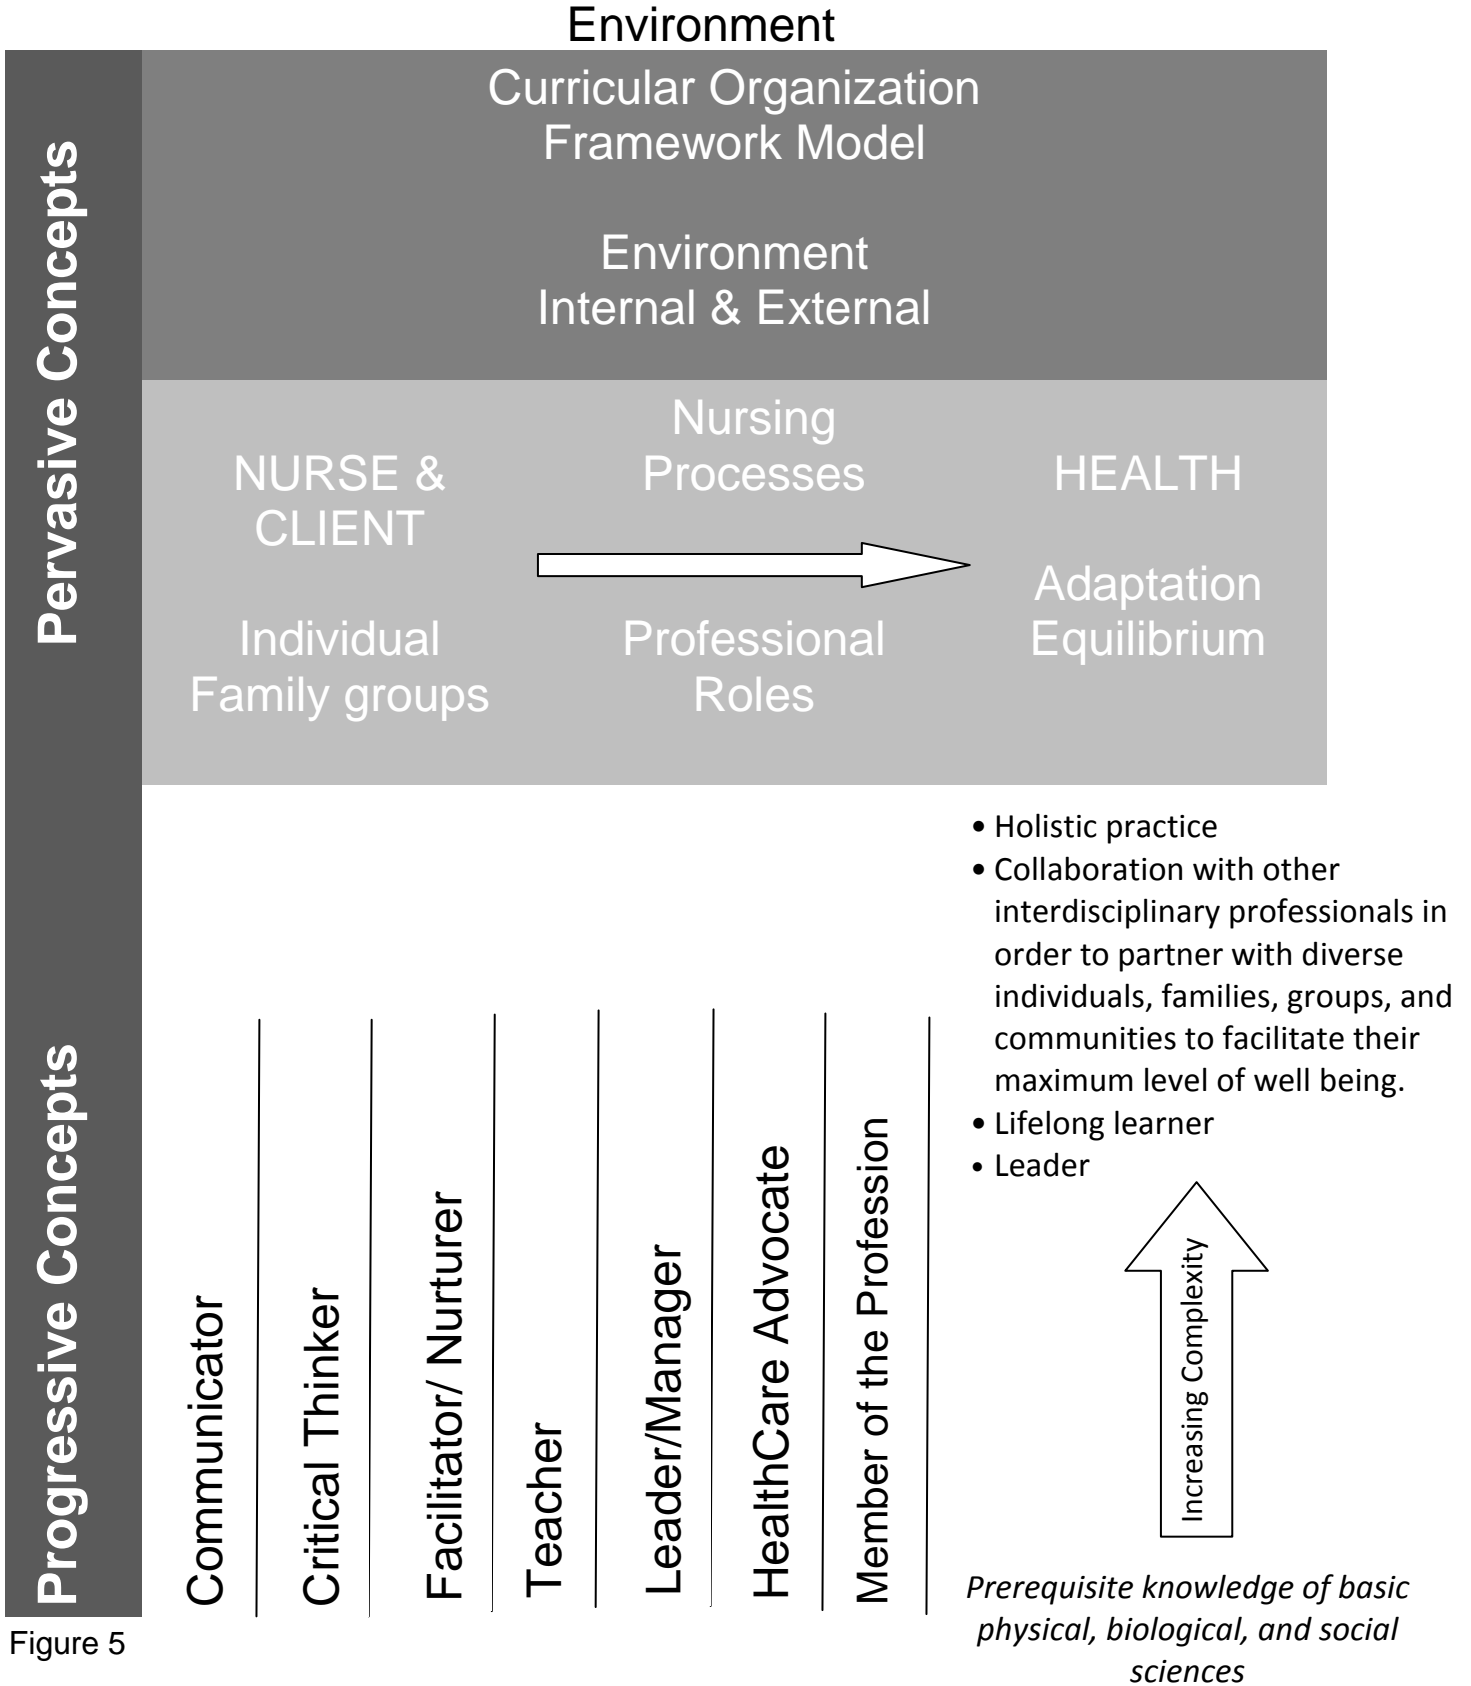 Environment
Pervasive Concepts
Curricular Organization
Framework Model
Environment
Internal & External
NURSE &
CLIENT
Individual
Family groups
Nursing
Processes
Professional
Roles
HEALTH
Adaptation
Equilibrium
Progressive Concepts
Communicator
Critical Thinker
Facilitator/ Nurturer
Teacher
Leader/Manager
HealthCare Advocate
Member of the Profession
• Holistic practice
• Collaboration with other
interdisciplinary professionals in
order to partner with diverse
individuals, families, groups, and
communities to facilitate their
maximum level of well being.
• Lifelong learner
• Leader
Increasing Complexity
Prerequisite knowledge of basic
physical, biological, and social
sciences
Figure 5